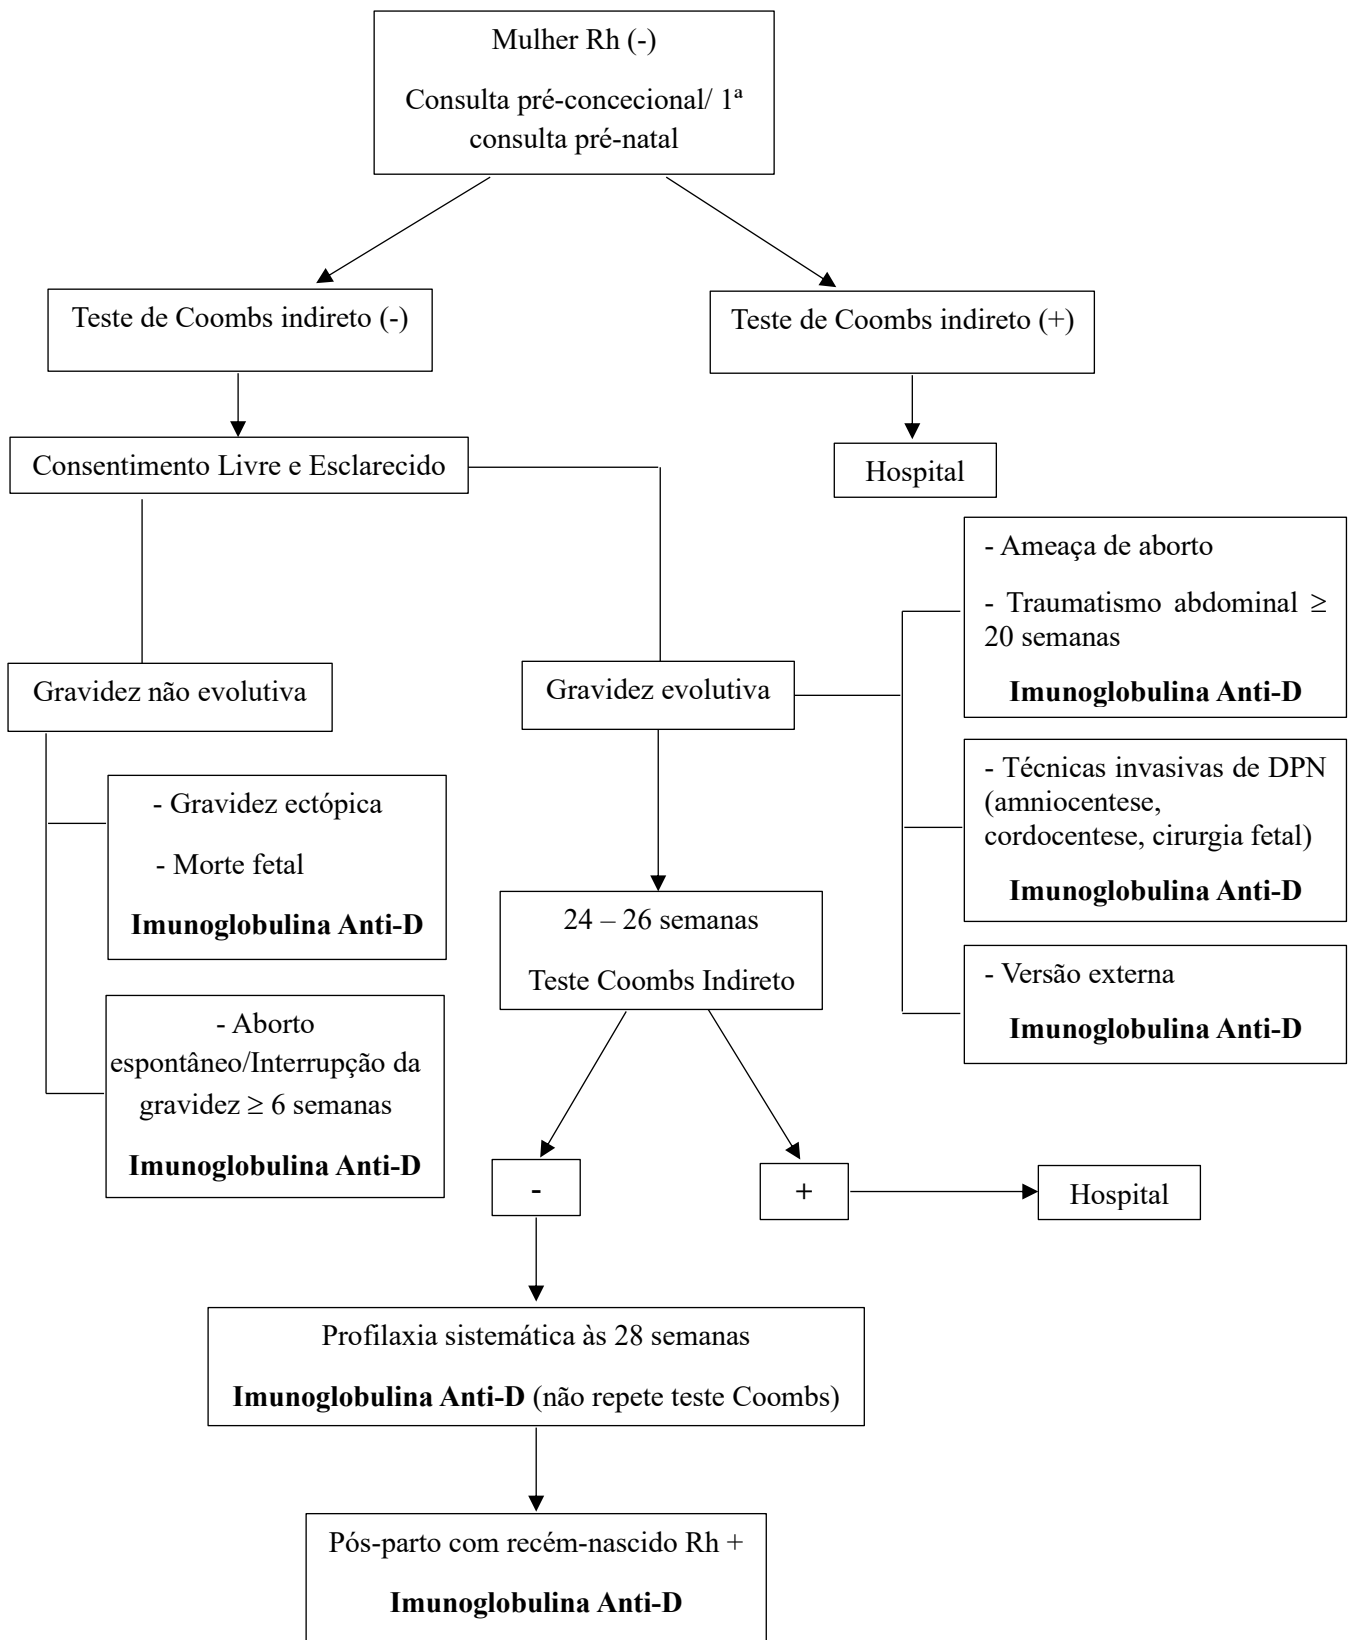 Mulher Rh (-)
Consulta pré-concecional/ 1ª
consulta pré-natal
Teste de Coombs indireto (-)
Teste de Coombs indireto (+)
Consentimento Livre e Esclarecido
Hospital
Gravidez não evolutiva
Gravidez evolutiva
- Ameaça de aborto
- Traumatismo abdominal ≥
20 semanas
Imunoglobulina Anti-D
- Técnicas invasivas de DPN
(amniocentese,
cordocentese, cirurgia fetal)
Imunoglobulina Anti-D
- Versão externa
Imunoglobulina Anti-D
- Gravidez ectópica
- Morte fetal
Imunoglobulina Anti-D
- Aborto
espontâneo/Interrupção da
gravidez ≥ 6 semanas
Imunoglobulina Anti-D
24 – 26 semanas
Teste Coombs Indireto
-
+
Hospital
Profilaxia sistemática às 28 semanas
Imunoglobulina Anti-D (não repete teste Coombs)
Pós-parto com recém-nascido Rh +
Imunoglobulina Anti-D